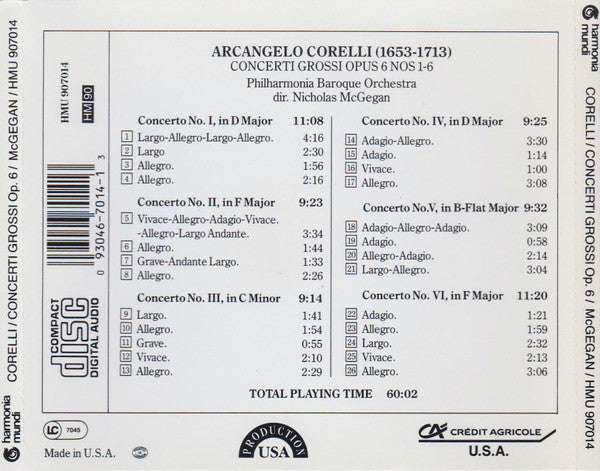 harmonia
mundi
CORELLI / CONCERTI GROSSI Op. 6 / McGEGAN / HMU 907014
HMU 907014
HM 90
0 93046-7014-1 3
COMPACT
disc
DIGITAL AUDIO
ARCANGELO CORELLI (1653-1713)
CONCERTI GROSSI OPUS 6 NOS 1-6
Philharmonia Baroque Orchestra
dir. Nicholas McGegan
Concerto No. I, in D Major 11:08
1 Largo-Allegro-Largo-Allegro. 4:16
2 Largo 2:30
3 Allegro. 1:56
4 Allegro. 2:16
Concerto No. II, in F Major 9:23
5 Vivace-Allegro-Adagio-Vivace.
-Allegro-Largo Andante. 3:34
6 Allegro. 1:44
7 Grave-Andante Largo. 1:33
8 Allegro. 2:26
Concerto No. III, in C Minor 9:14
9 Largo. 1:41
10 Allegro. 1:54
11 Grave. 0:55
12 Vivace. 2:10
13 Allegro. 2:29
Concerto No. IV, in D Major 9:25
14 Adagio-Allegro. 3:30
15 Adagio. 1:14
16 Vivace. 1:00
17 Allegro. 3:08
Concerto No.V, in B-Flat Major 9:32
18 Adagio-Allegro-Adagio. 3:09
19 Adagio. 0:58
20 Allegro-Adagio. 2:14
21 Largo-Allegro. 3:04
Concerto No. VI, in F Major 11:20
22 Adagio. 1:21
23 Allegro. 1:59
24 Largo. 2:32
25 Vivace. 2:13
26 Allegro. 3:06
TOTAL PLAYING TIME 60:02
LC 7045
Made in U.S.A.
PRODUCTION
USA
CA CRÉDIT AGRICOLE
U.S.A.
harmonia
mundi
CORELLI / CONCERTI GROSSI Op. 6 / McGEGAN / HMU 907014